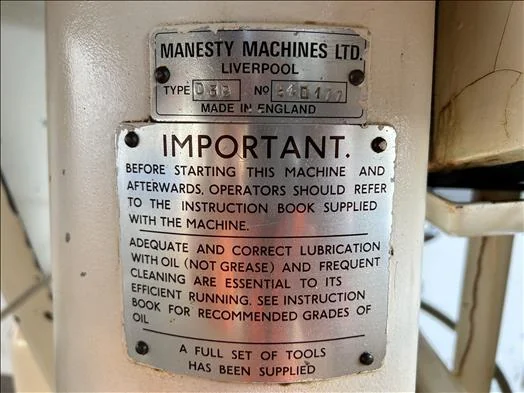 MANESTY MACHINES LTD.
LIVERPOOL
TYPE D3B Nº
MADE IN ENGLAND
IMPORTANT.
BEFORE STARTING THIS MACHINE AND
AFTERWARDS, OPERATORS SHOULD REFER
TO THE INSTRUCTION BOOK SUPPLIED
WITH THE MACHINE.
ADEQUATE AND CORRECT LUBRICATION
WITH OIL (NOT GREASE) AND FREQUENT
CLEANING ARE ESSENTIAL TO ITS
EFFICIENT RUNNING. SEE INSTRUCTION
BOOK FOR RECOMMENDED GRADES OF
OIL
A FULL SET OF TOOLS
HAS BEEN SUPPLIED